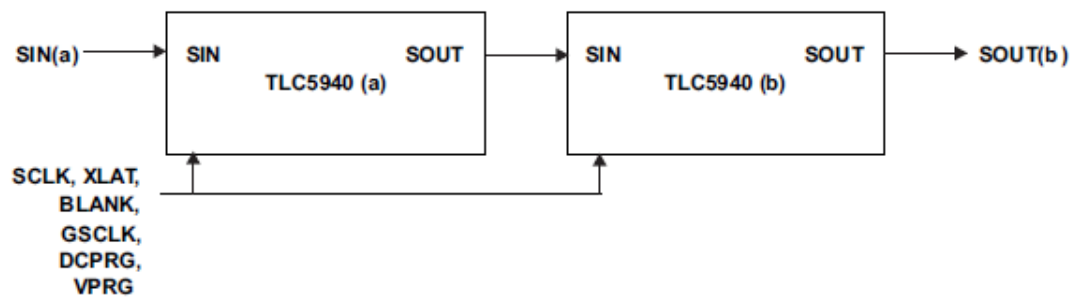 SIN(a)
SIN
SOUT
TLC5940 (a)
SIN
SOUT
TLC5940 (b)
SOUT(b)
SCLK, XLAT,
BLANK,
GSCLK,
DCPRG,
VPRG